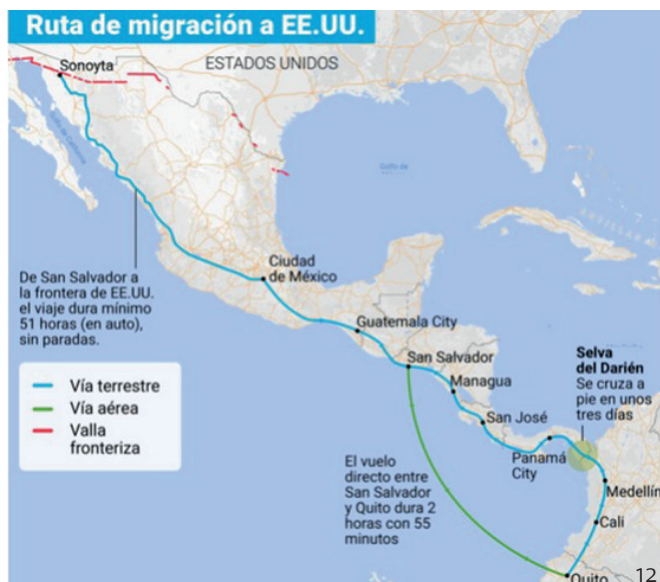 Ruta de migración a EE.UU.
Sonoyta
ESTADOS UNIDOS
Golfo de
De San Salvador a
la frontera de EE.UU.
el viaje dura mínimo
51 horas (en auto),
sin paradas.
Ciudad
de México
Guatemala City
San Salvador
Managua
San José
Panamá
City
Selva
del Darién
Se cruza a
pie en unos
tres días
Medellín
Cali
Quito
Vía terrestre
Vía aérea
Valla
fronteriza
El vuelo
directo entre
San Salvador
y Quito dura 2
horas con 55
minutos
12